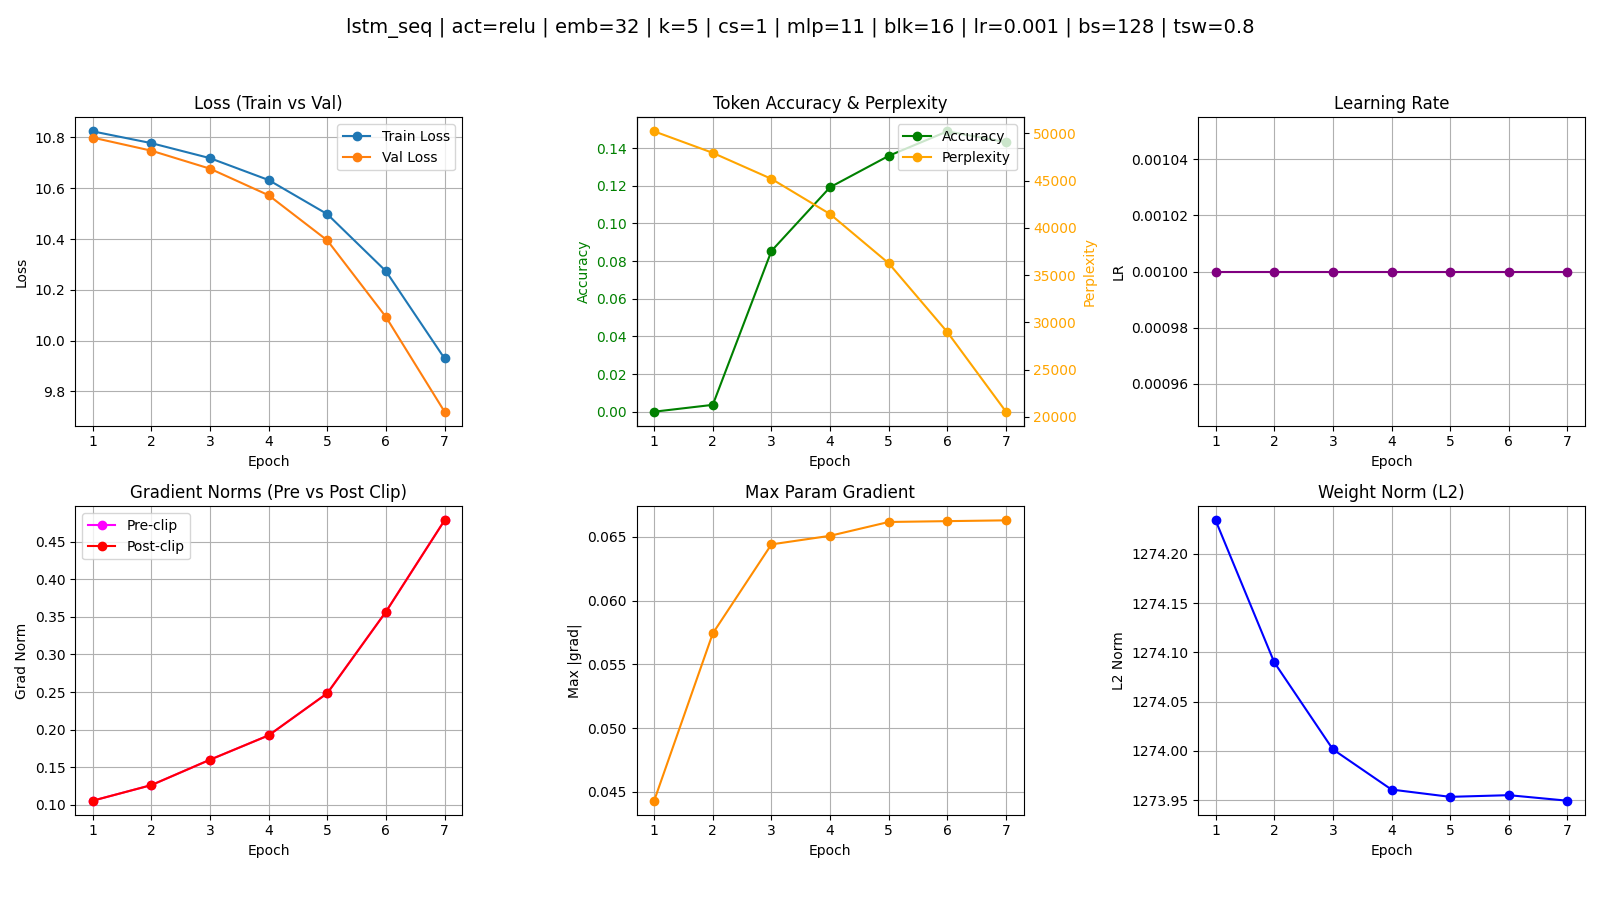 lstm_seq | act=relu | emb=32 | k=5 | cs=1 | mlp=11 | blk=16 | lr=0.001 | bs=128 | tsw=0.8
Loss (Train vs Val)
Train Loss
Val Loss
10.8
10.6
10.4
10.2
10.0
9.8
Loss
1 2 3 4 5 6 7
Epoch
Token Accuracy & Perplexity
Accuracy
Perplexity
0.14
0.12
0.10
0.08
0.06
0.04
0.02
0.00
Accuracy
50000
45000
40000
35000
30000
25000
20000
Perplexity
1 2 3 4 5 6 7
Epoch
Learning Rate
0.00104
0.00102
0.00100
0.00098
0.00096
LR
1 2 3 4 5 6 7
Epoch
Gradient Norms (Pre vs Post Clip)
Pre-clip
Post-clip
0.45
0.40
0.35
0.30
0.25
0.20
0.15
0.10
Grad Norm
1 2 3 4 5 6 7
Epoch
Max Param Gradient
0.065
0.060
0.055
0.050
0.045
Max |grad|
1 2 3 4 5 6 7
Epoch
Weight Norm (L2)
1274.20
1274.15
1274.10
1274.05
1274.00
1273.95
L2 Norm
1 2 3 4 5 6 7
Epoch